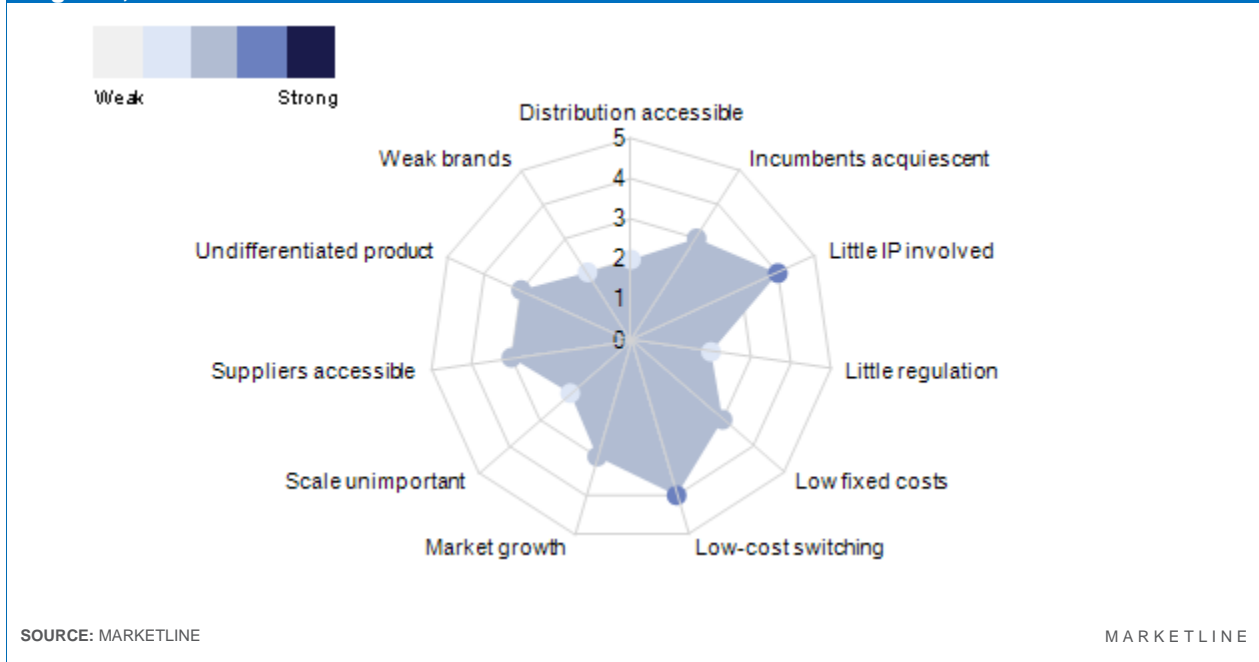 Weak Strong
Distribution accessible
5
Weak brands
Incumbents acquiescent
4
3
Undifferentiated product
Little IP involved
2
1
0
Suppliers accessible
Little regulation
Scale unimportant
Low fixed costs
Market growth
Low-cost switching
SOURCE: MARKETLINE
MARKETLINE